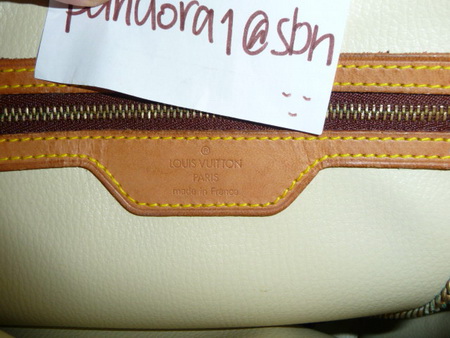 pandora1@sbn
®
LOUIS VUITTON
PARIS
made in France